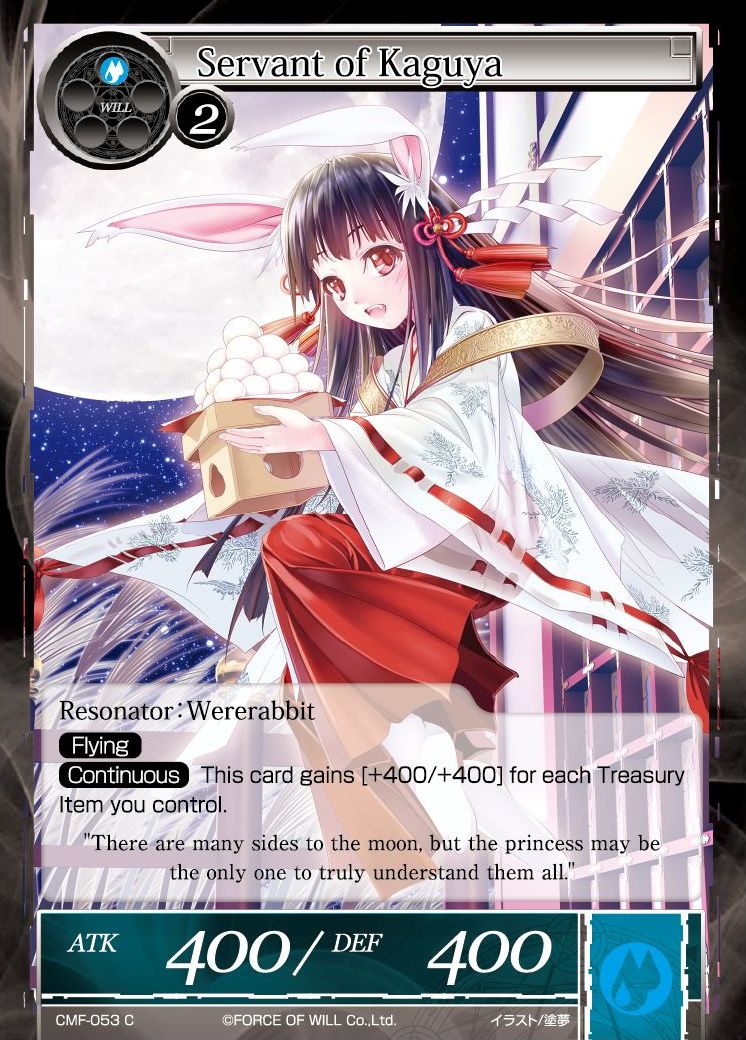 Servant of Kaguya
WILL
2
Resonator:Wererabbit
Flying
Continuous This card gains [+400/+400] for each Treasury
Item you control.
"There are many sides to the moon, but the princess may be
the only one to truly understand them all."
ATK 400/ DEF 400
CMF-053 C ©FORCE OF WILL Co.,Ltd. イラスト/塗夢